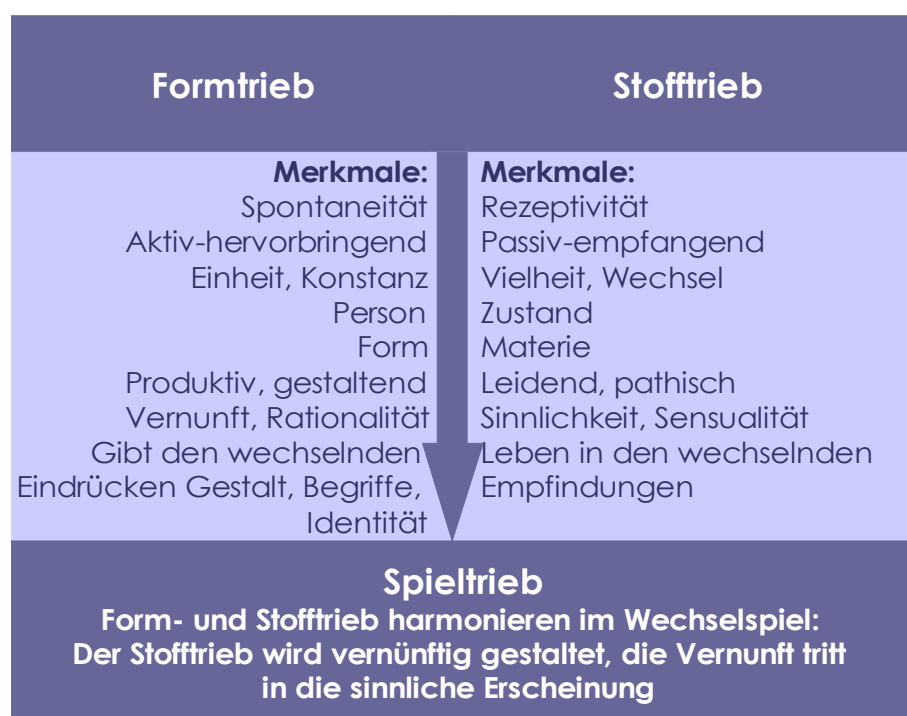 Formtrieb
Stofftrieb
Merkmale:
Spontaneität
Aktiv-hervorbringend
Einheit, Konstanz
Person
Form
Produktiv, gestaltend
Vernunft, Rationalität
Gibt den wechselnden
Eindrücken Gestalt, Begriffe,
Identität
Merkmale:
Rezeptivität
Passiv-empfangend
Vielheit, Wechsel
Zustand
Materie
Leidend, pathisch
Sinnlichkeit, Sensualität
Leben in den wechselnden
Empfindungen
Spieltrieb
Form- und Stofftrieb harmonieren im Wechselspiel:
Der Stofftrieb wird vernünftig gestaltet, die Vernunft tritt
in die sinnliche Erscheinung